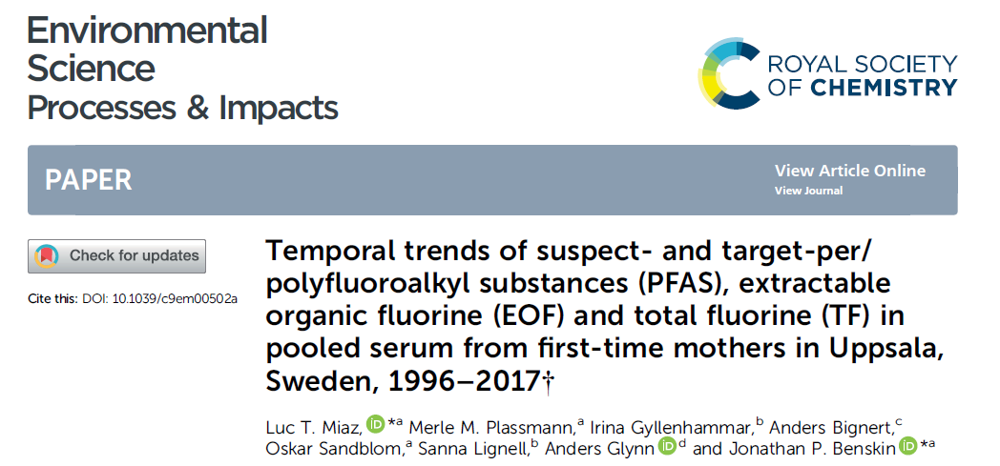 Environmental
Science
Processes & Impacts
ROYAL SOCIETY
OF CHEMISTRY
PAPER
View Article Online
View Journal
Check for updates
Cite this: DOI: 10.1039/c9em00502a
Temporal trends of suspect- and target-per/
polyfluoroalkyl substances (PFAS), extractable
organic fluorine (EOF) and total fluorine (TF) in
pooled serum from first-time mothers in Uppsala,
Sweden, 1996–2017†
Luc T. Miaz, iD *a Merle M. Plassmann,a Irina Gyllenhammar,b Anders Bignert,c
Oskar Sandblom,a Sanna Lignell,b Anders Glynn iD d and Jonathan P. Benskin iD *a